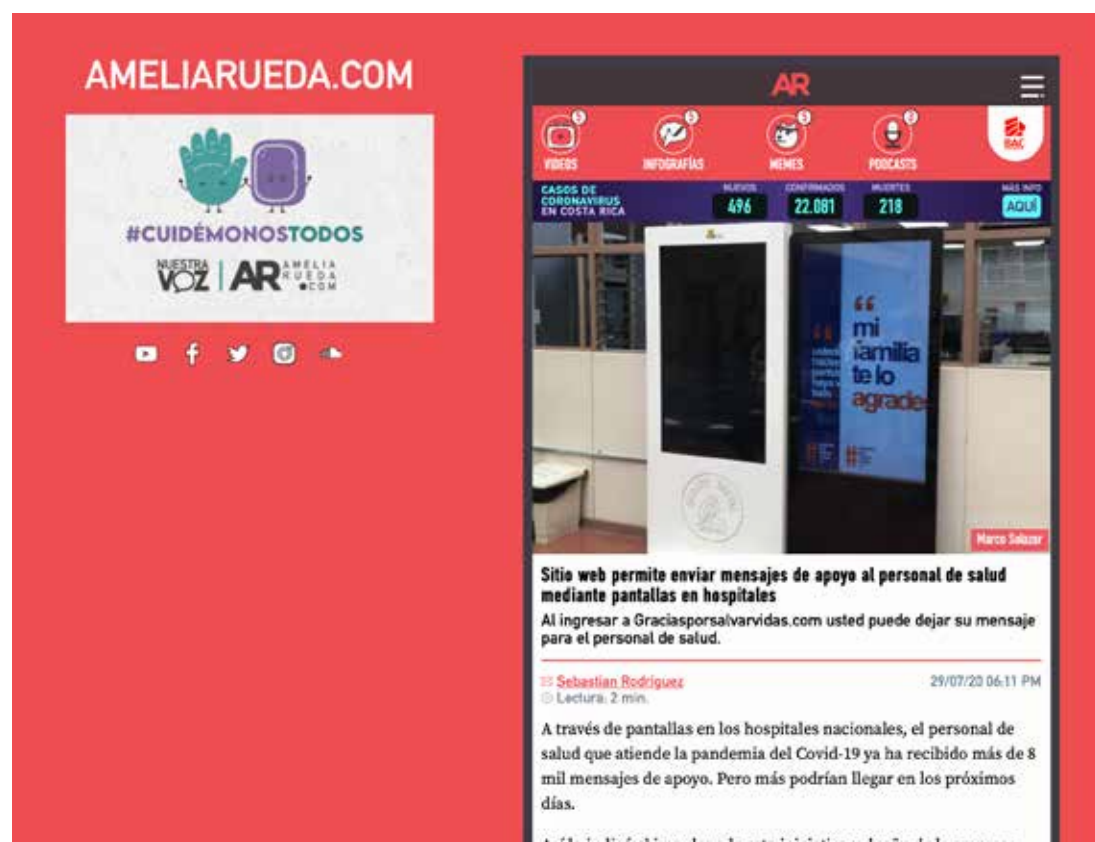 AMELIARUEDA.COM
#CUIDÉMONOSTODOS
NUESTRA VOZ | AR AMELIA RUEDA .COM
AR
5 5 5
VIDEOS INFOGRAFÍAS MEMES PODCASTS BAC
CASOS DE CORONAVIRUS EN COSTA RICA
NUEVOS CONFIRMADOS MUERTES MÁS INFO
496 22.081 218 AQUÍ
“
mi
familia
te lo
agrade
Marco Salazar
Sitio web permite enviar mensajes de apoyo al personal de salud
mediante pantallas en hospitales
Al ingresar a Graciasporsalvarvidas.com usted puede dejar su mensaje
para el personal de salud.
Sebastian Rodríguez 29/07/20 06:11 PM
Lectura: 2 min.
A través de pantallas en los hospitales nacionales, el personal de
salud que atiende la pandemia del Covid-19 ya ha recibido más de 8
mil mensajes de apoyo. Pero más podrían llegar en los próximos
días.